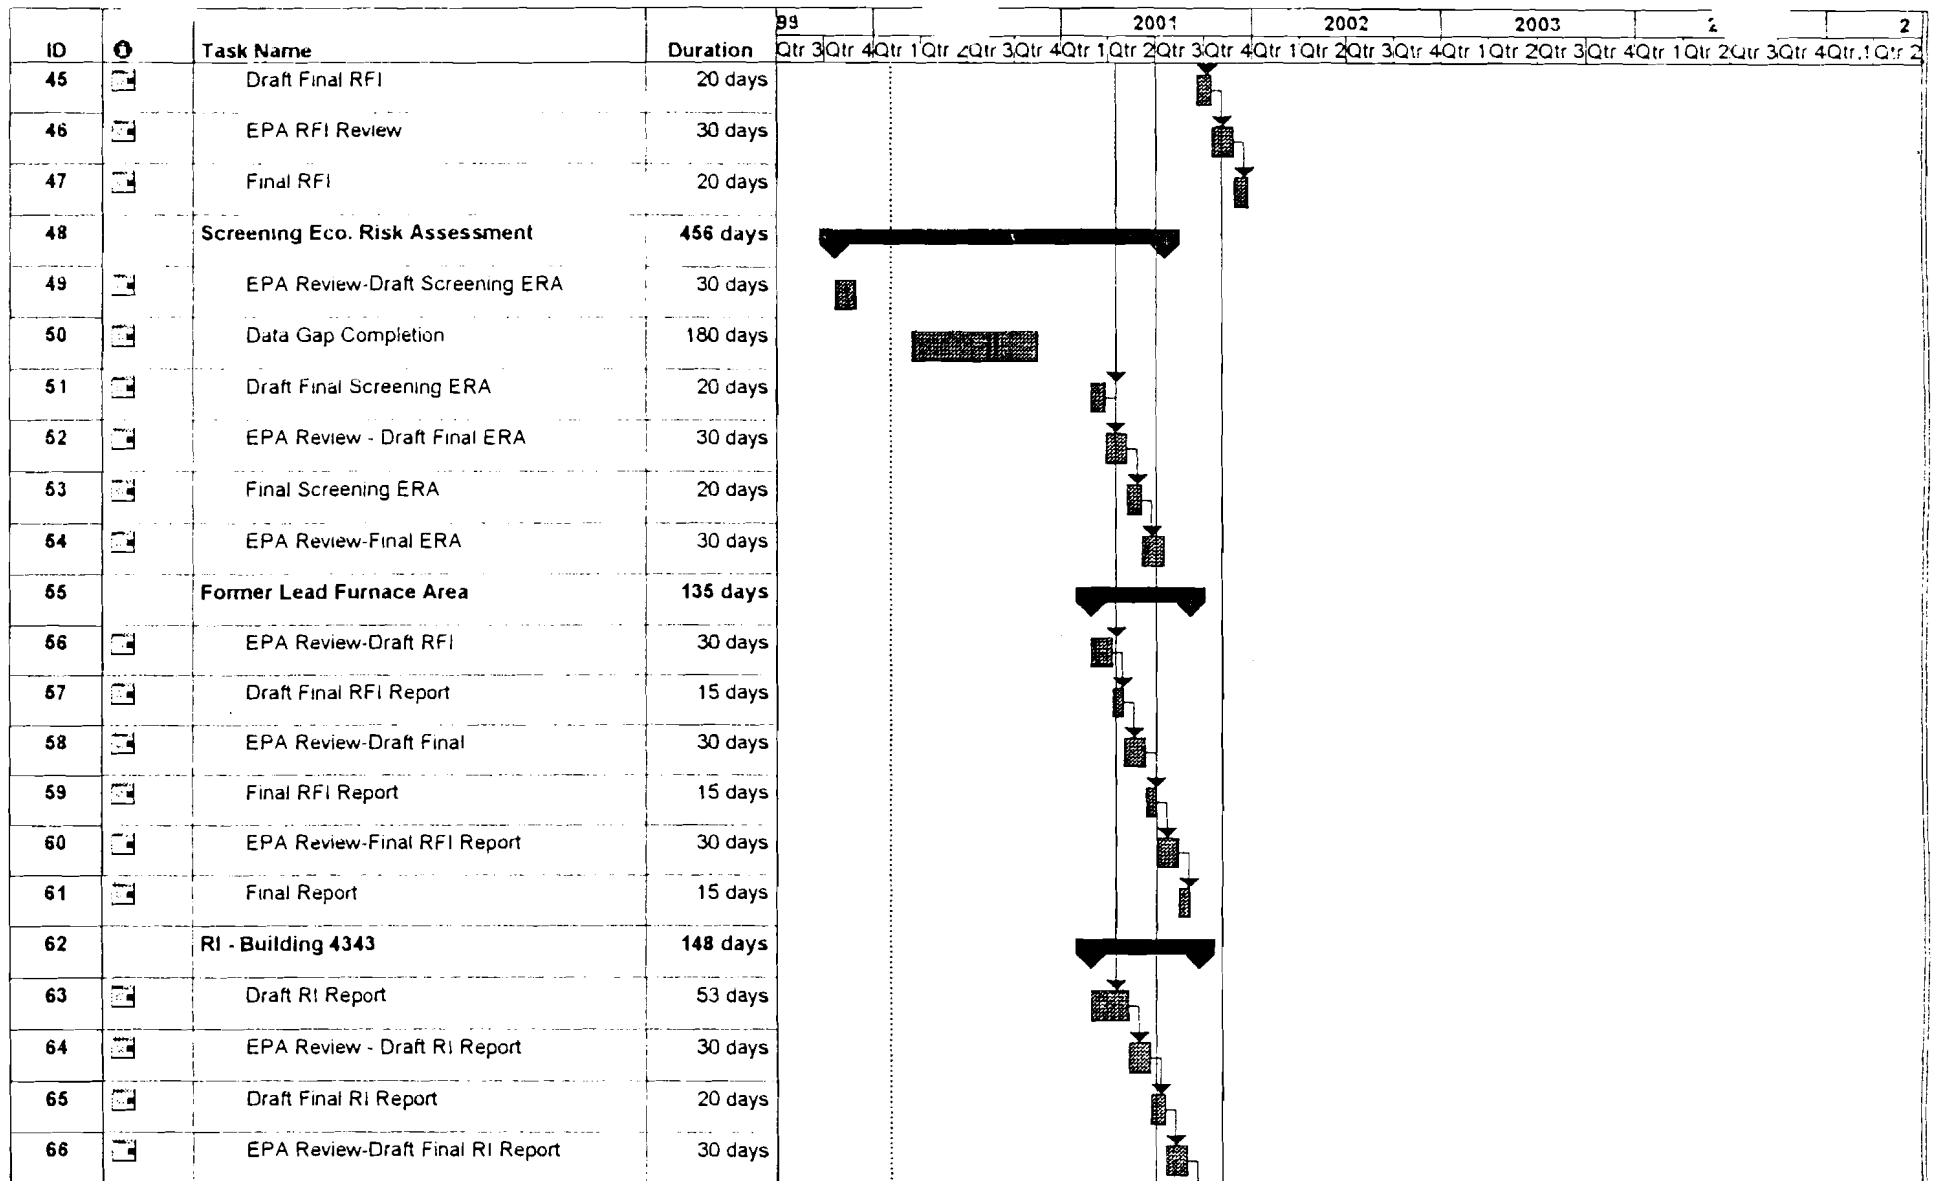 99 2001 2002 2003 2 2
ID Task Name Duration Qtr 3 Qtr 4 Qtr 1 Qtr 2 Qtr 3 Qtr 4 Qtr 1 Qtr 2 Qtr 3 Qtr 4 Qtr 1 Qtr 2 Qtr 3 Qtr 4 Qtr 1 Qtr 2 Qtr 3 Qtr 4 Qtr 1 Qtr 2 Qtr 3 Qtr 4 Qtr 1 Qtr 2
45 Draft Final RFI 20 days
46 EPA RFI Review 30 days
47 Final RFI 20 days
48 Screening Eco. Risk Assessment 456 days
49 EPA Review-Draft Screening ERA 30 days
50 Data Gap Completion 180 days
51 Draft Final Screening ERA 20 days
52 EPA Review - Draft Final ERA 30 days
53 Final Screening ERA 20 days
54 EPA Review-Final ERA 30 days
55 Former Lead Furnace Area 135 days
56 EPA Review-Draft RFI 30 days
57 Draft Final RFI Report 15 days
58 EPA Review-Draft Final 30 days
59 Final RFI Report 15 days
60 EPA Review-Final RFI Report 30 days
61 Final Report 15 days
62 RI - Building 4343 148 days
63 Draft RI Report 53 days
64 EPA Review - Draft RI Report 30 days
65 Draft Final RI Report 20 days
66 EPA Review-Draft Final RI Report 30 days